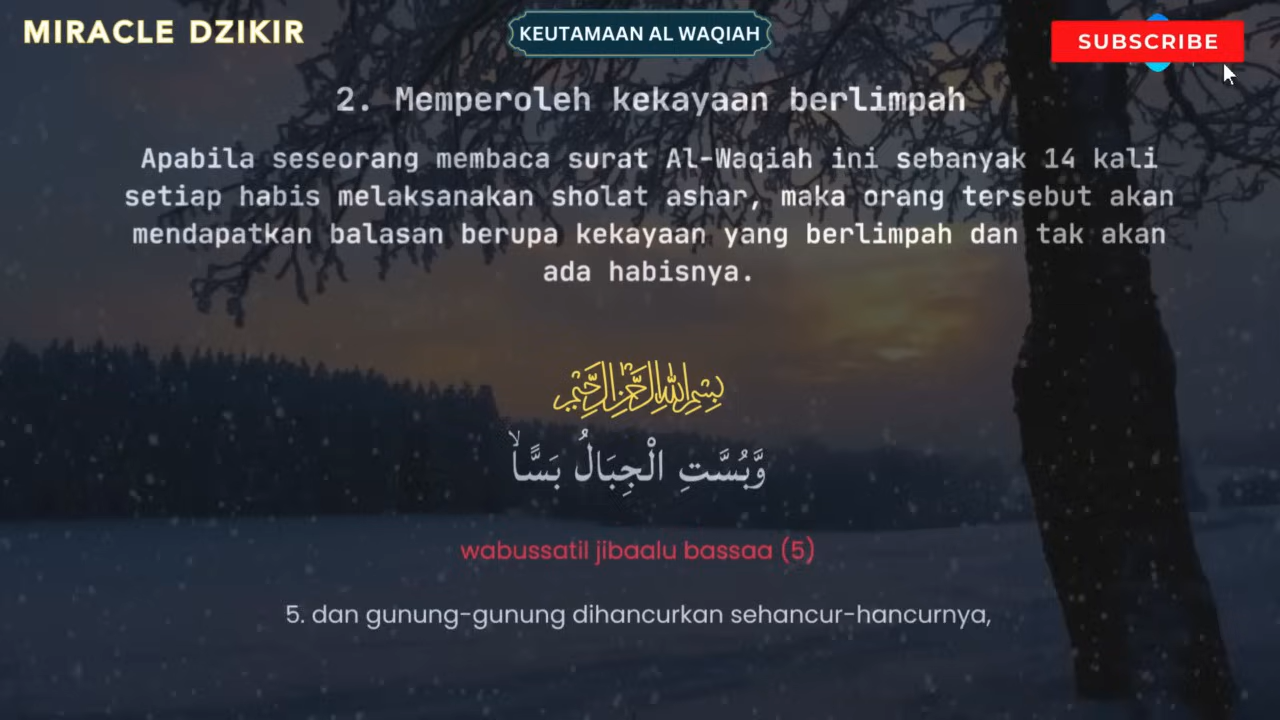 MIRACLE DZIKIR
KEUTAMAAN AL WAQIAH
SUBSCRIBE
2. Memperoleh kekayaan berlimpah
Apabila seseorang membaca surat Al-Waqiah ini sebanyak 14 kali
setiap habis melaksanakan sholat ashar, maka orang tersebut akan
mendapatkan balasan berupa kekayaan yang berlimpah dan tak akan
ada habisnya.
بِسْمِ اللهِ الرَّحْمٰنِ الرَّحِيْمِ
وَّبُسَّتِ الْجِبَالُ بَسًّاۙ
wabussatil jibaalu bassaa (5)
5. dan gunung-gunung dihancurkan sehancur-hancurnya,